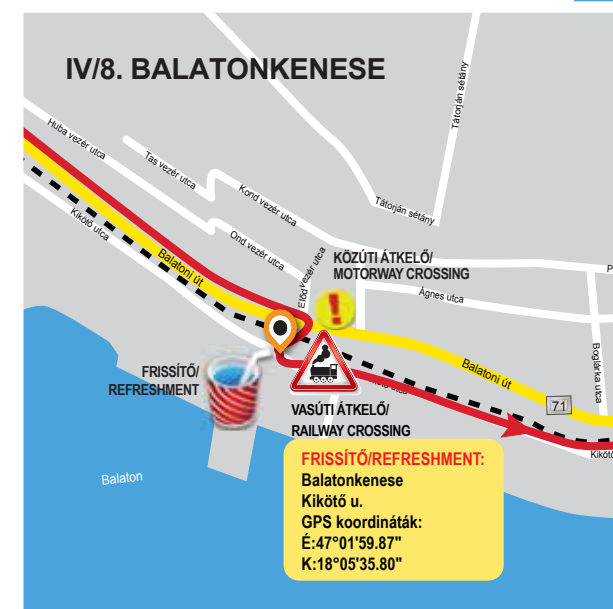 IV/8. BALATONKENESE
Tátorján sétány
Huba vezér utca
Tas vezér utca
Kond vezér utca
Tátorján sétány
Kikötő utca
Ond vezér utca
Balatoni út
Előd vezér utca
KÖZÚTI ÁTKELŐ/
MOTORWAY CROSSING
P
Ágnes utca
!
Boglárka utca
FRISSÍTŐ/
REFRESHMENT
Balatoni út
71
utca
VASÚTI ÁTKELŐ/
RAILWAY CROSSING
Kikötő
Balaton
FRISSÍTŐ/REFRESHMENT:
Balatonkenese
Kikötő u.
GPS koordináták:
É:47°01'59.87"
K:18°05'35.80"